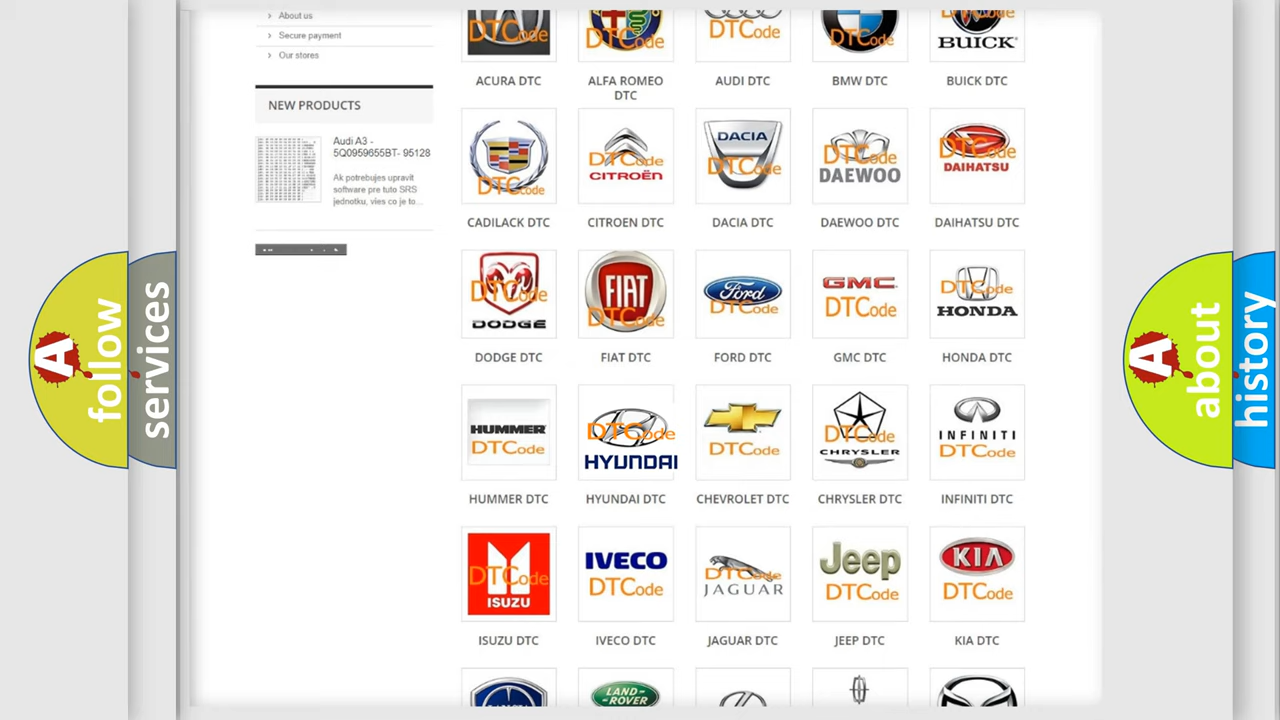 About us
Secure payment
Our stores
NEW PRODUCTS
Audi A3 -
5Q0959655BT- 95128
Ak potrebujes upravit
software pre tuto SRS
jednotku, vies co je to...
DTCode
DTCode
DTCode
DTCode
BUICK
ACURA DTC
ALFA ROMEO
DTC
AUDI DTC
BMW DTC
BUICK DTC
DTCode
DTCode
CITROËN
DACIA
DTCode
DTCode
DAEWOO
DTCode
DAIHATSU
CADILACK DTC
CITROEN DTC
DACIA DTC
DAEWOO DTC
DAIHATSU DTC
DTCode
DODGE
FIAT
DTCode
Ford
DTCode
GMC
DTCode
DTCode
HONDA
DODGE DTC
FIAT DTC
FORD DTC
GMC DTC
HONDA DTC
HUMMER
DTCode
DTCode
HYUNDAI
DTCode
DTCode
CHRYSLER
INFINITI
DTCode
HUMMER DTC
HYUNDAI DTC
CHEVROLET DTC
CHRYSLER DTC
INFINITI DTC
DTCode
ISUZU
IVECO
DTCode
DTCode
JAGUAR
Jeep
DTCode
KIA
DTCode
ISUZU DTC
IVECO DTC
JAGUAR DTC
JEEP DTC
KIA DTC
LAND-
ROVER
A
follow
services
A
about
history